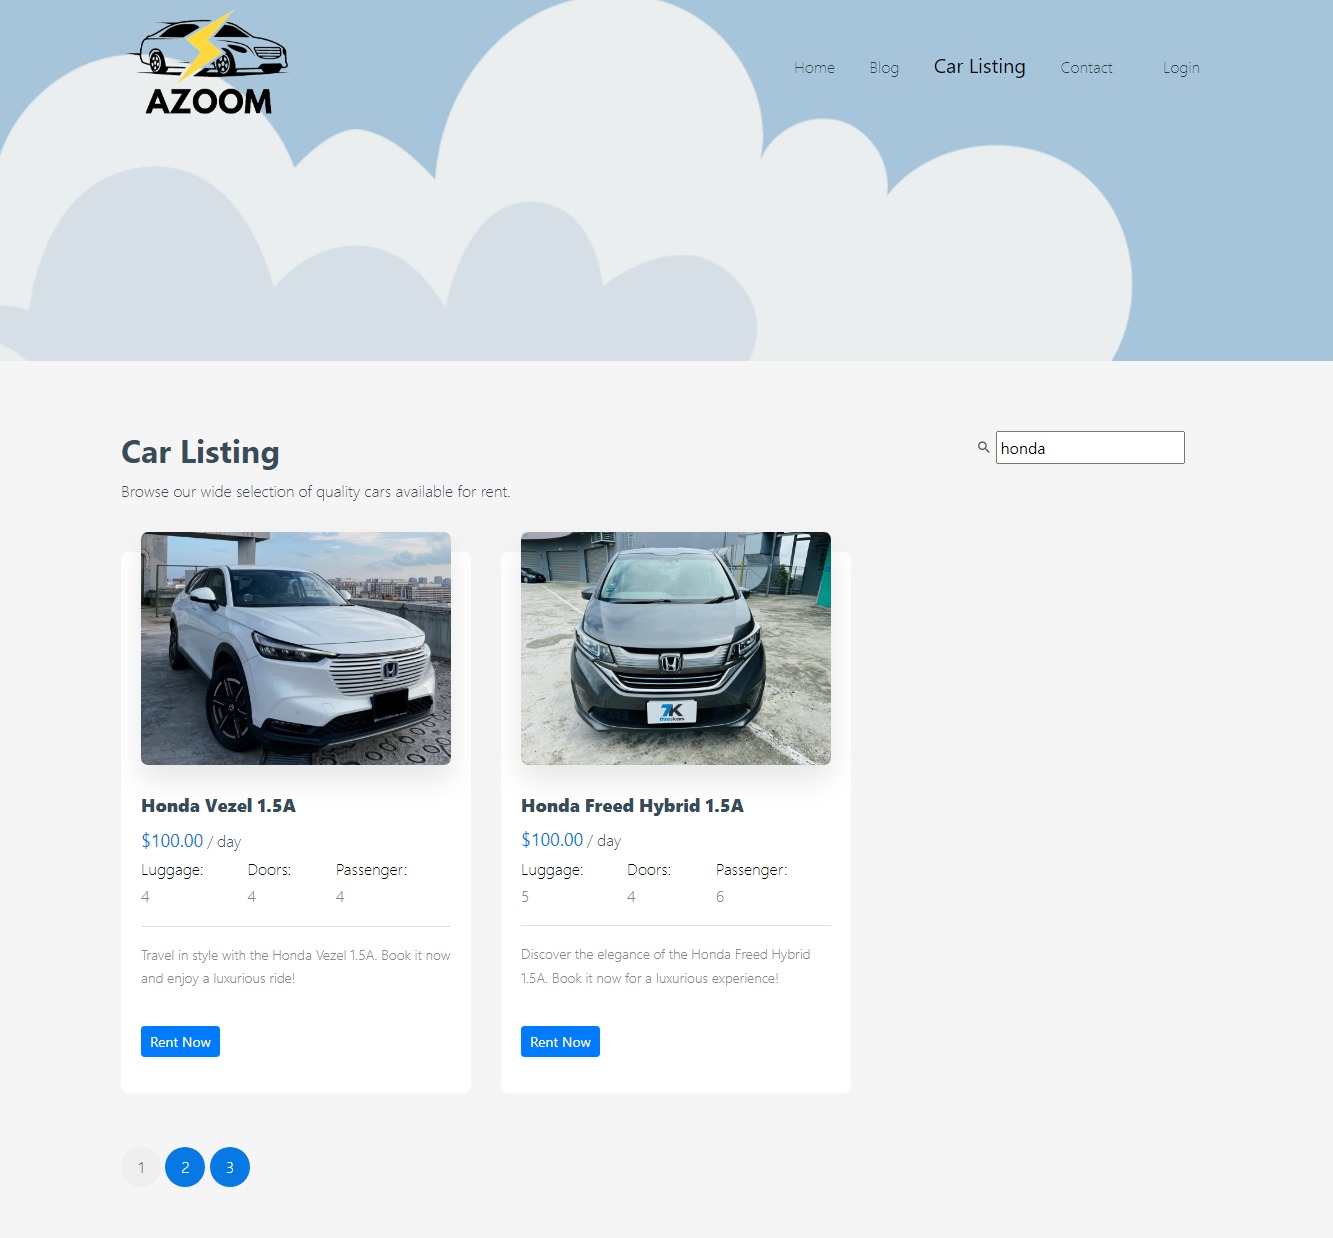 AZOOM
Home Blog Car Listing Contact Login
Car Listing
honda
Browse our wide selection of quality cars available for rent.
7K
Honda Vezel 1.5A
$100.00 / day
Luggage: Doors: Passenger:
4 4 4
Travel in style with the Honda Vezel 1.5A. Book it now
and enjoy a luxurious ride!
Rent Now
Honda Freed Hybrid 1.5A
$100.00 / day
Luggage: Doors: Passenger:
5 4 6
Discover the elegance of the Honda Freed Hybrid
1.5A. Book it now for a luxurious experience!
Rent Now
1 2 3